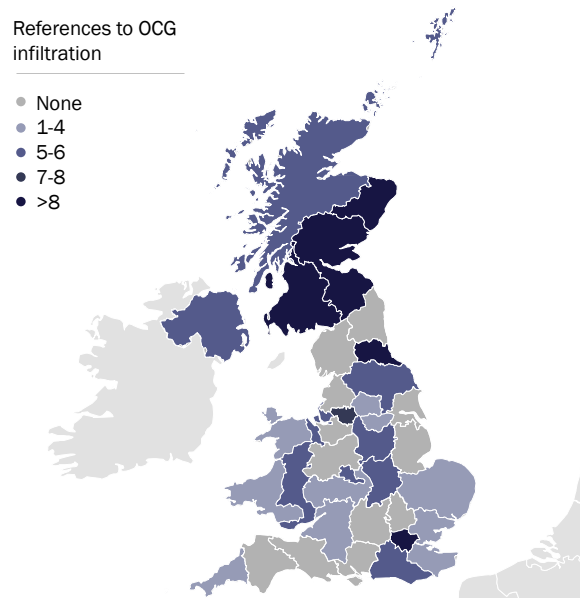 References to OCG
infiltration
None
1-4
5-6
7-8
>8